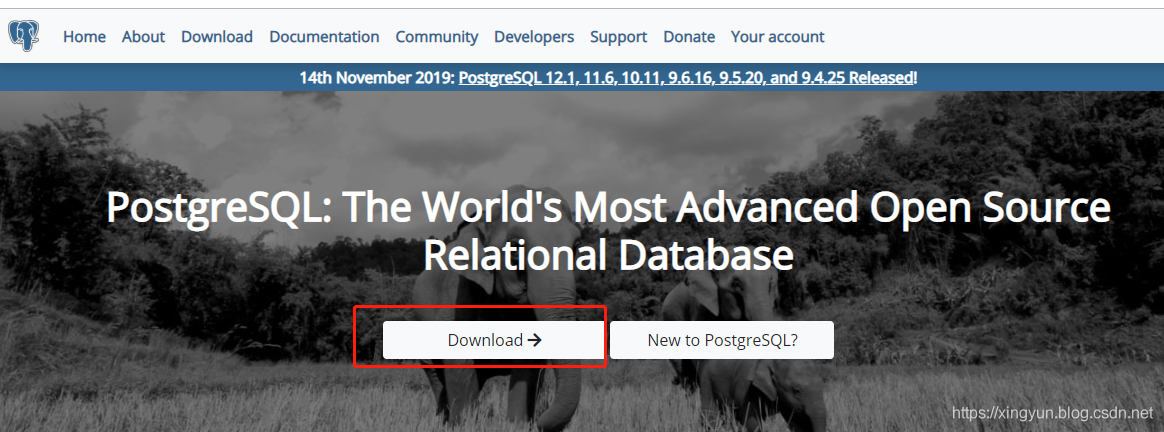 Home About Download Documentation Community Developers Support Donate Your account
14th November 2019: PostgreSQL 12.1, 11.6, 10.11, 9.6.16, 9.5.20, and 9.4.25 Released!
PostgreSQL: The World's Most Advanced Open Source
Relational Database
Download → New to PostgreSQL?
https://xingyun.blog.csdn.net